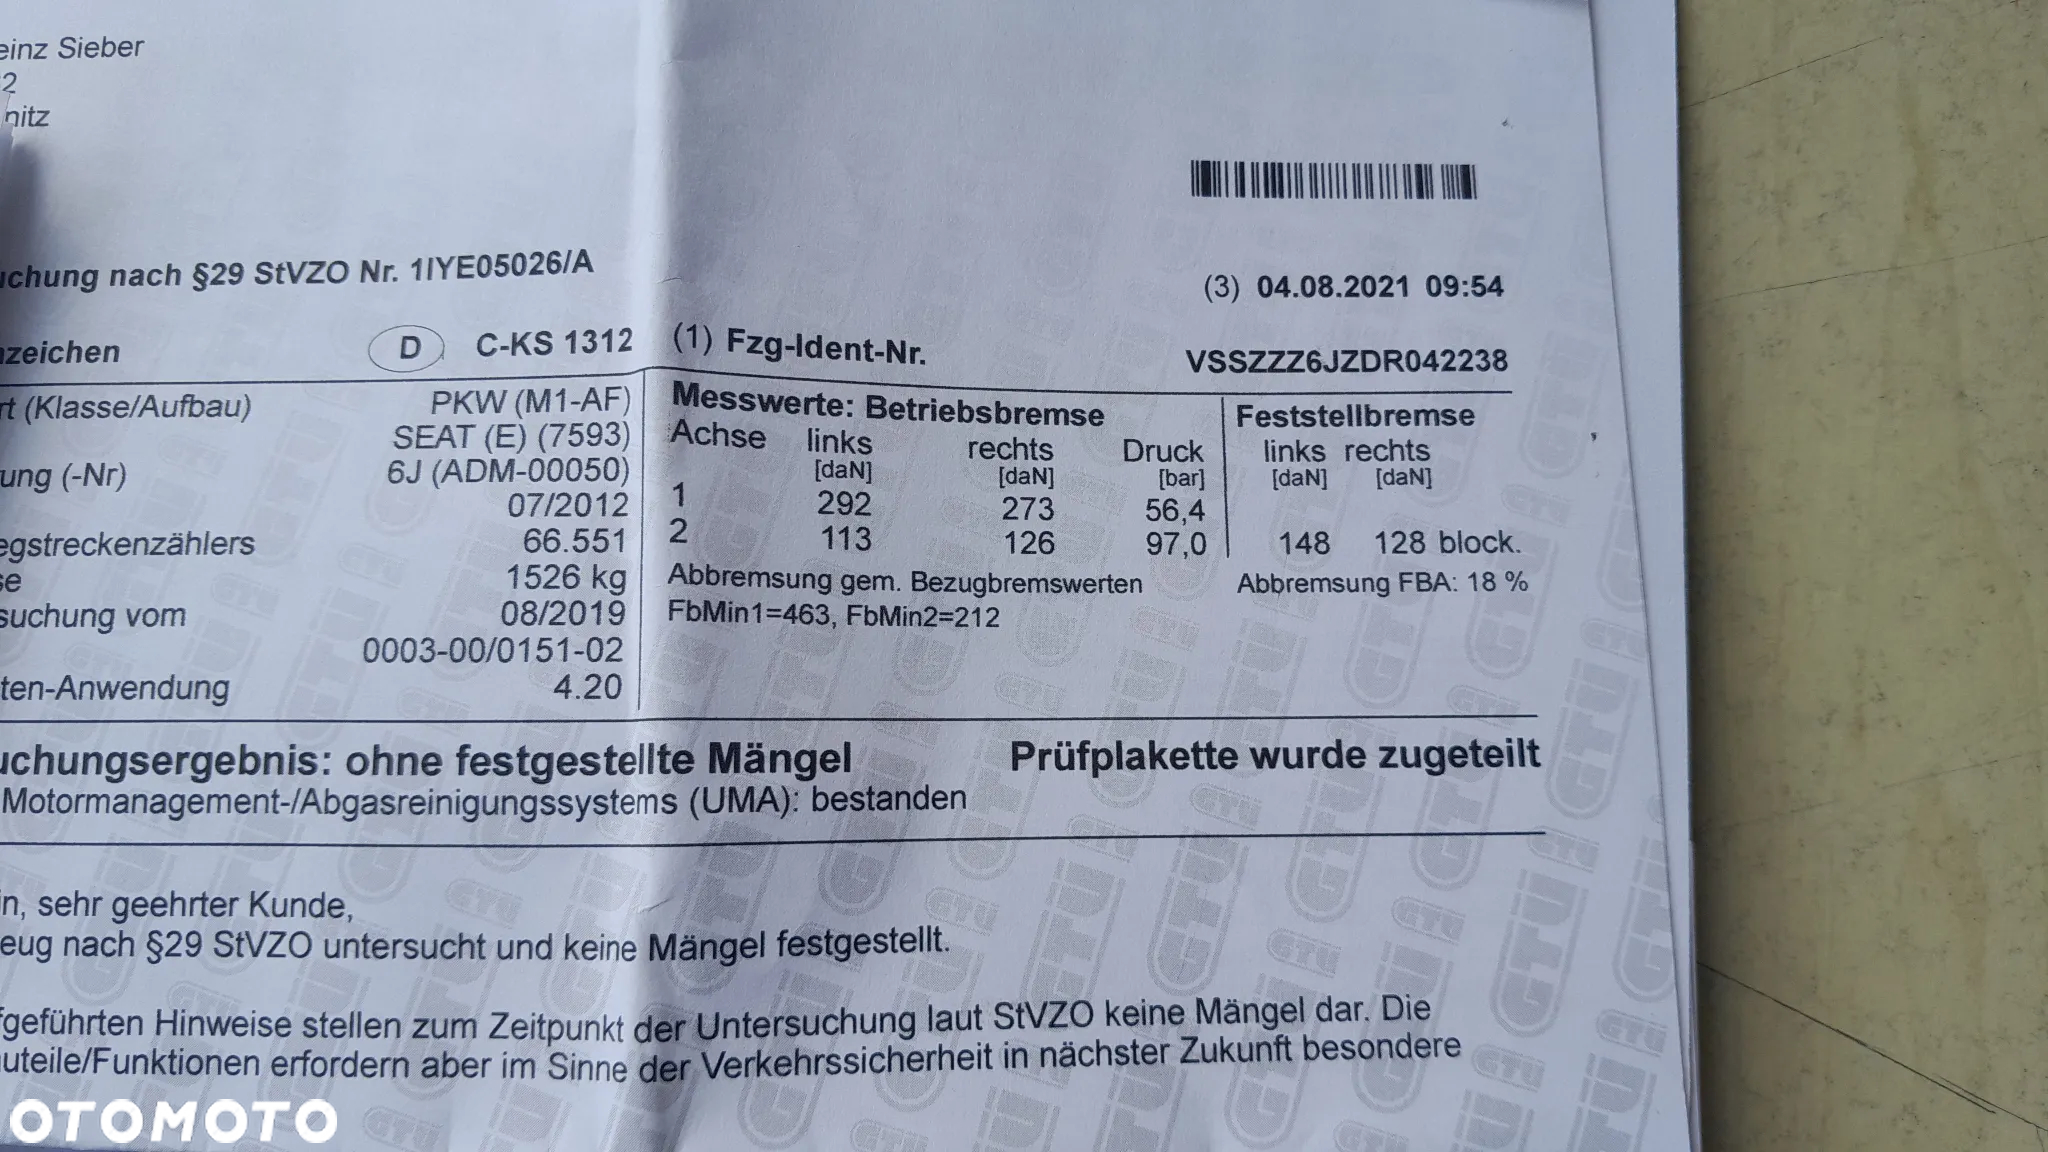 einz Sieber
2
nitz
uchung nach §29 StVZO Nr. 1IYE05026/A
(3) 04.08.2021 09:54
nzeichen D C-KS 1312 (1) Fzg-Ident-Nr. VSSZZZ6JZDR042238
rt (Klasse/Aufbau) PKW (M1-AF)
SEAT (E) (7593)
ung (-Nr) 6J (ADM-00050)
07/2012
egstreckenzählers 66.551
se 1526 kg
suchung vom 08/2019
0003-00/0151-02
ten-Anwendung 4.20
Messwerte: Betriebsbremse Feststellbremse
Achse links rechts Druck links rechts
[daN] [daN] [bar] [daN] [daN]
1 292 273 56,4
2 113 126 97,0 148 128 block.
Abbremsung gem. Bezugbremswerten Abbremsung FBA: 18 %
FbMin1=463, FbMin2=212
uchungsergebnis: ohne festgestellte Mängel Prüfplakette wurde zugeteilt
Motormanagement-/Abgasreinigungssystems (UMA): bestanden
in, sehr geehrter Kunde,
eug nach §29 StVZO untersucht und keine Mängel festgestellt.
fgeführten Hinweise stellen zum Zeitpunkt der Untersuchung laut StVZO keine Mängel dar. Die
uteile/Funktionen erfordern aber im Sinne der Verkehrssicherheit in nächster Zukunft besondere
OTOMOTO